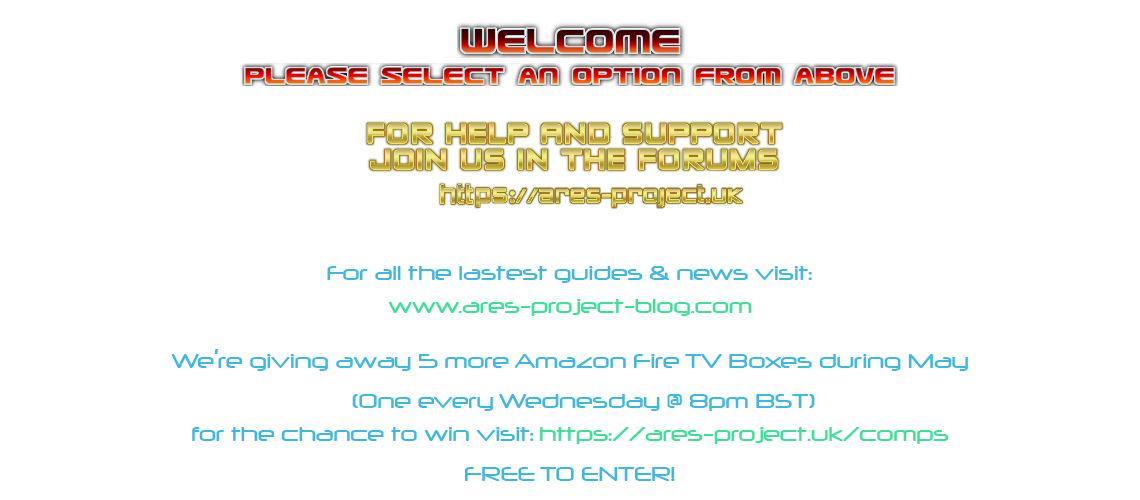 WELCOME
PLEASE SELECT AN OPTION FROM ABOVE
FOR HELP AND SUPPORT
JOIN US IN THE FORUMS
https://ares-project.uk
For all the lastest guides & news visit:
www.ares-project-blog.com
We're giving away 5 more Amazon Fire TV Boxes during May
(One every Wednesday @ 8pm BST)
for the chance to win visit: https://ares-project.uk/comps
FREE TO ENTER!